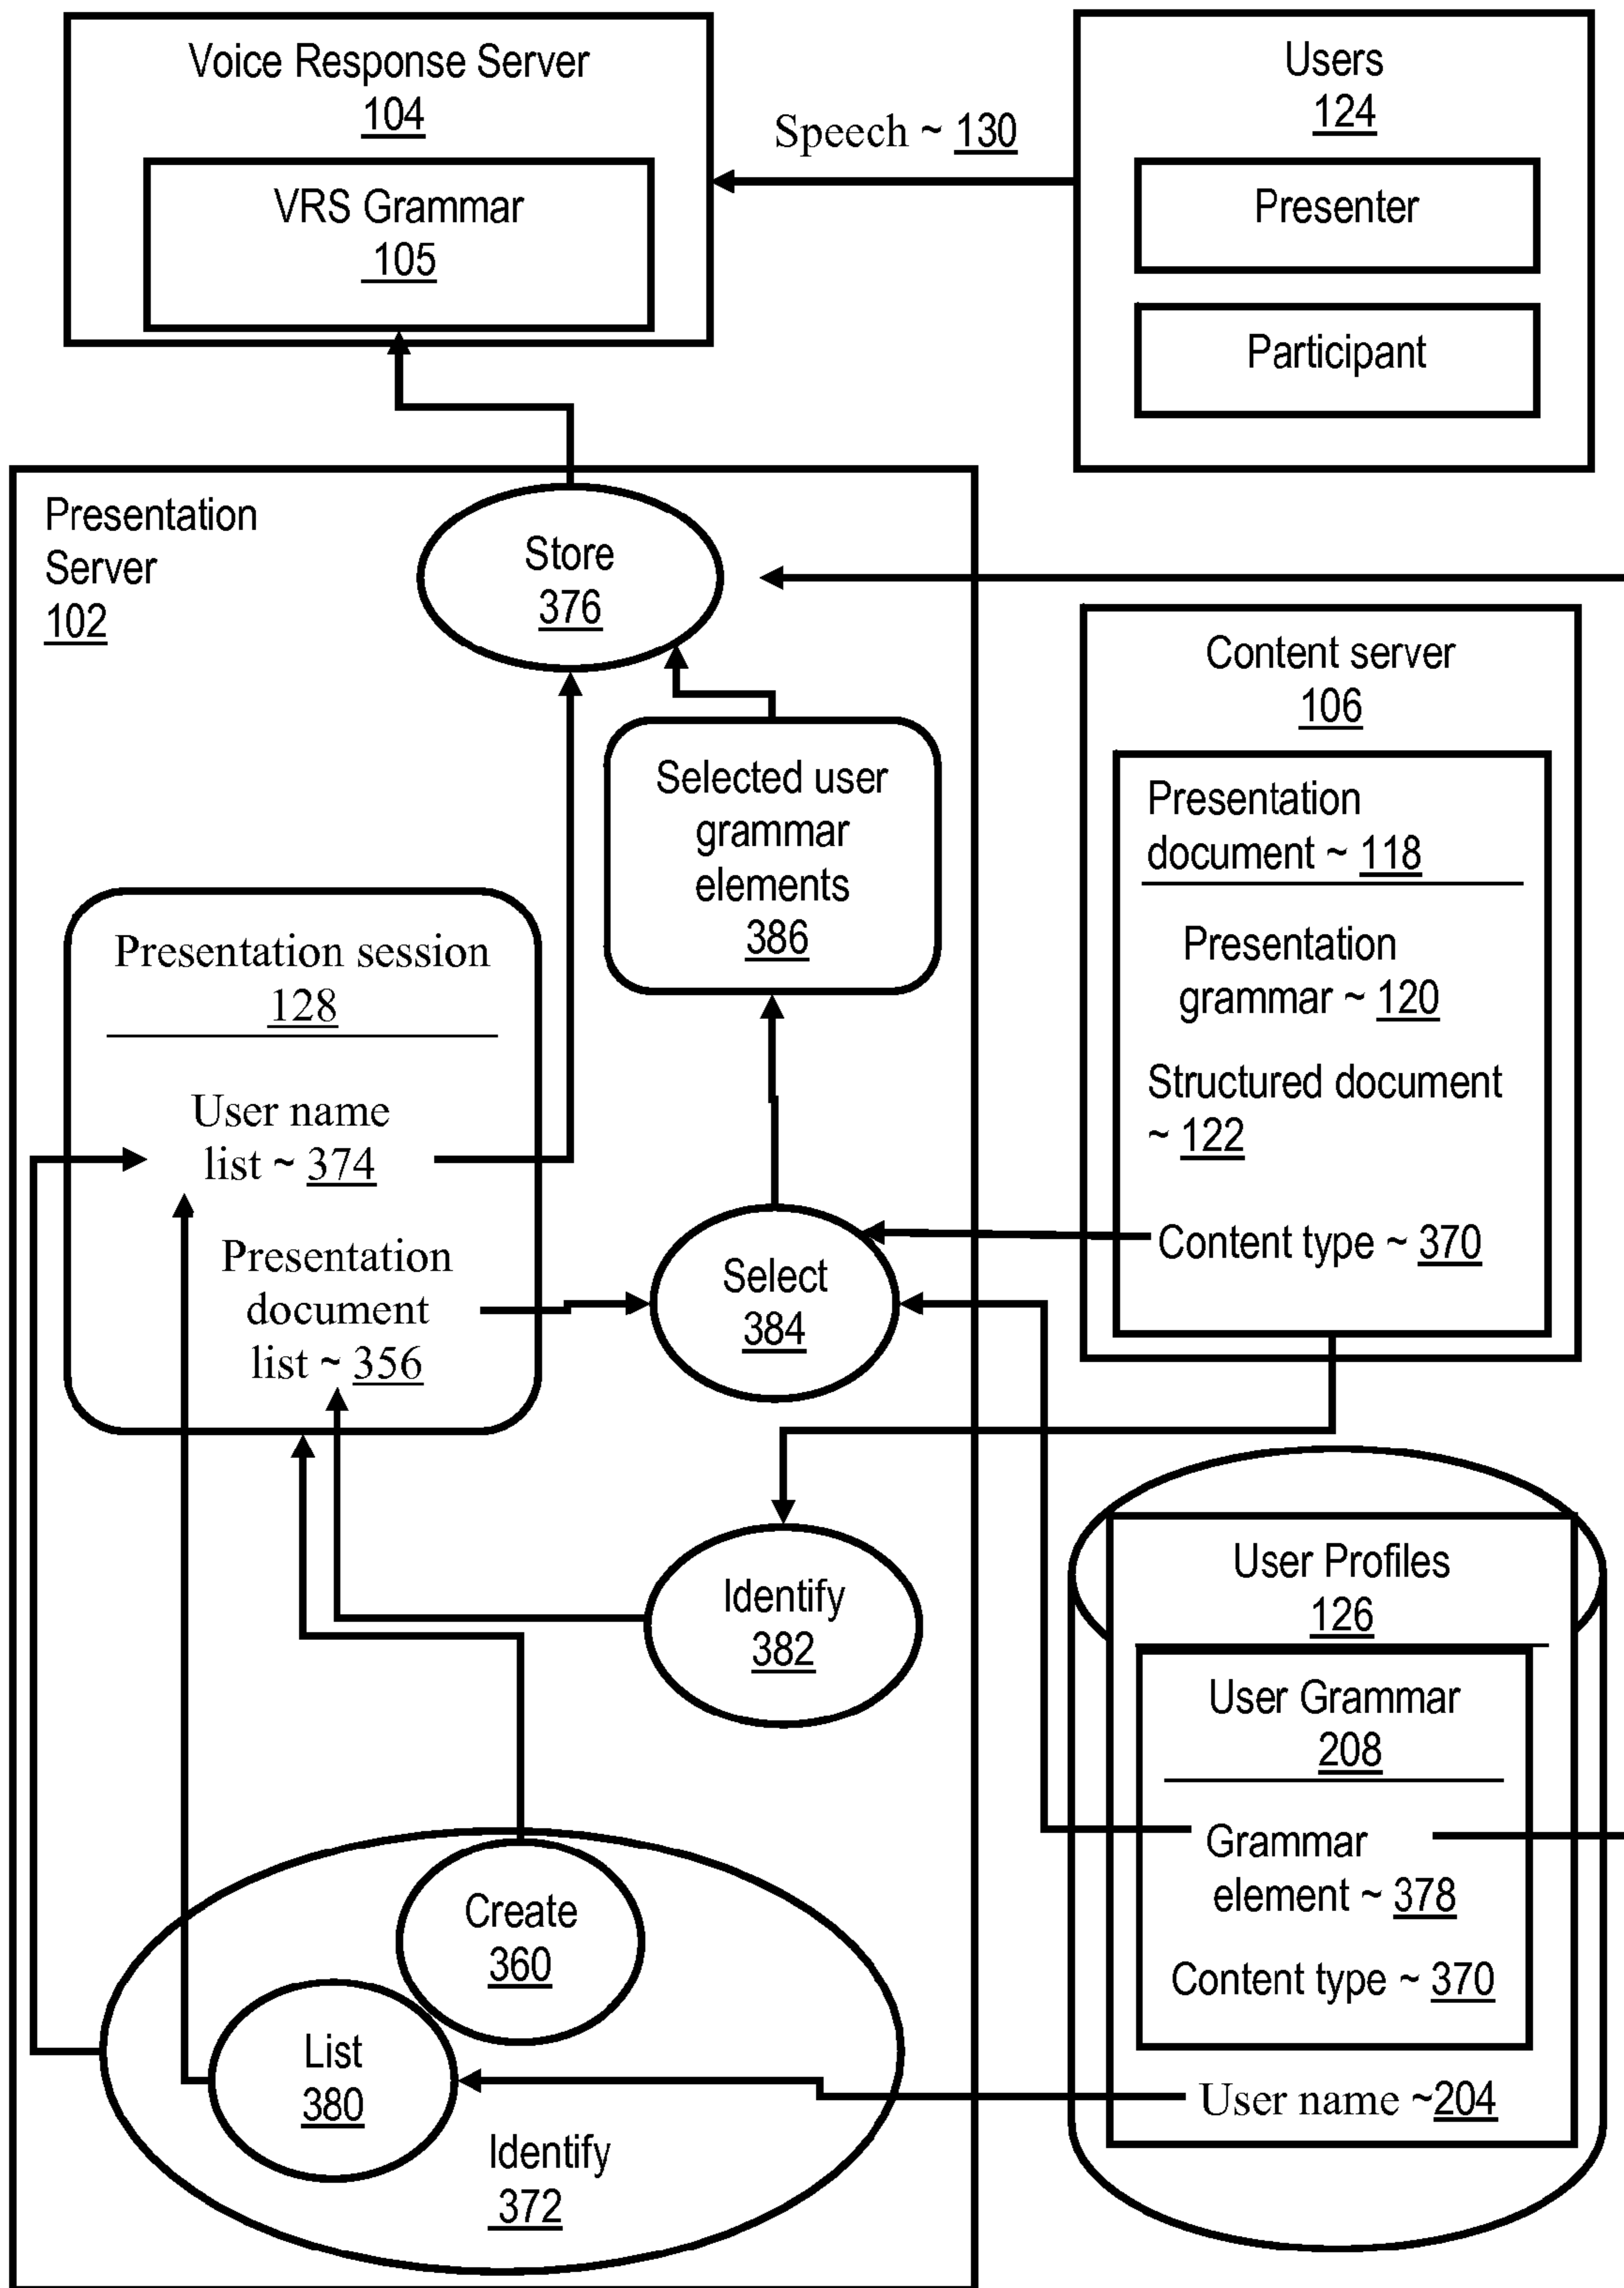 Voice Response Server
104
VRS Grammar
105
Speech ~ 130
Users
124
Presenter
Participant
Presentation
Server
102
Store
376
Selected user
grammar
elements
386
Presentation session
128
User name
list ~ 374
Presentation
document
list ~ 356
Select
384
Identify
382
Create
360
List
380
Identify
372
Content server
106
Presentation
document ~ 118
Presentation
grammar ~ 120
Structured document
~ 122
Content type ~ 370
User Profiles
126
User Grammar
208
Grammar
element ~ 378
Content type ~ 370
User name ~204